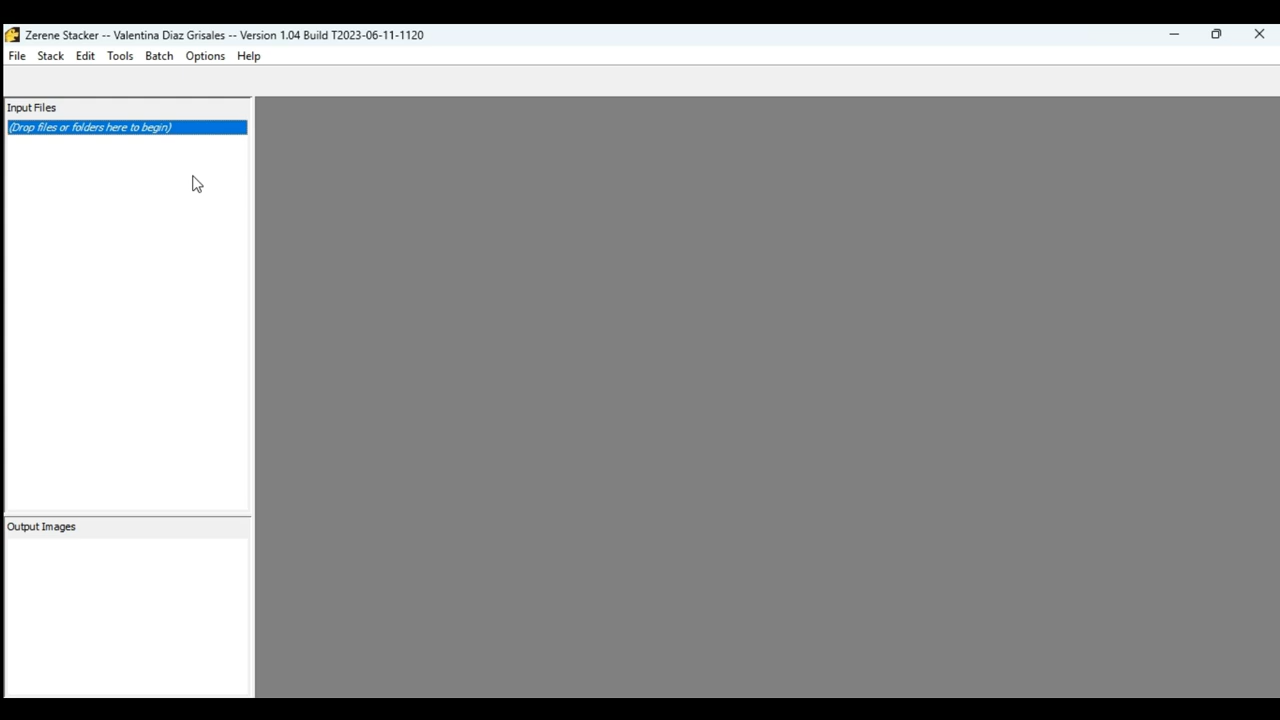 Zerene Stacker -- Valentina Diaz Grisales -- Version 1.04 Build T2023-06-11-1120
File Stack Edit Tools Batch Options Help
Input Files
(Drop files or folders here to begin)
Output Images